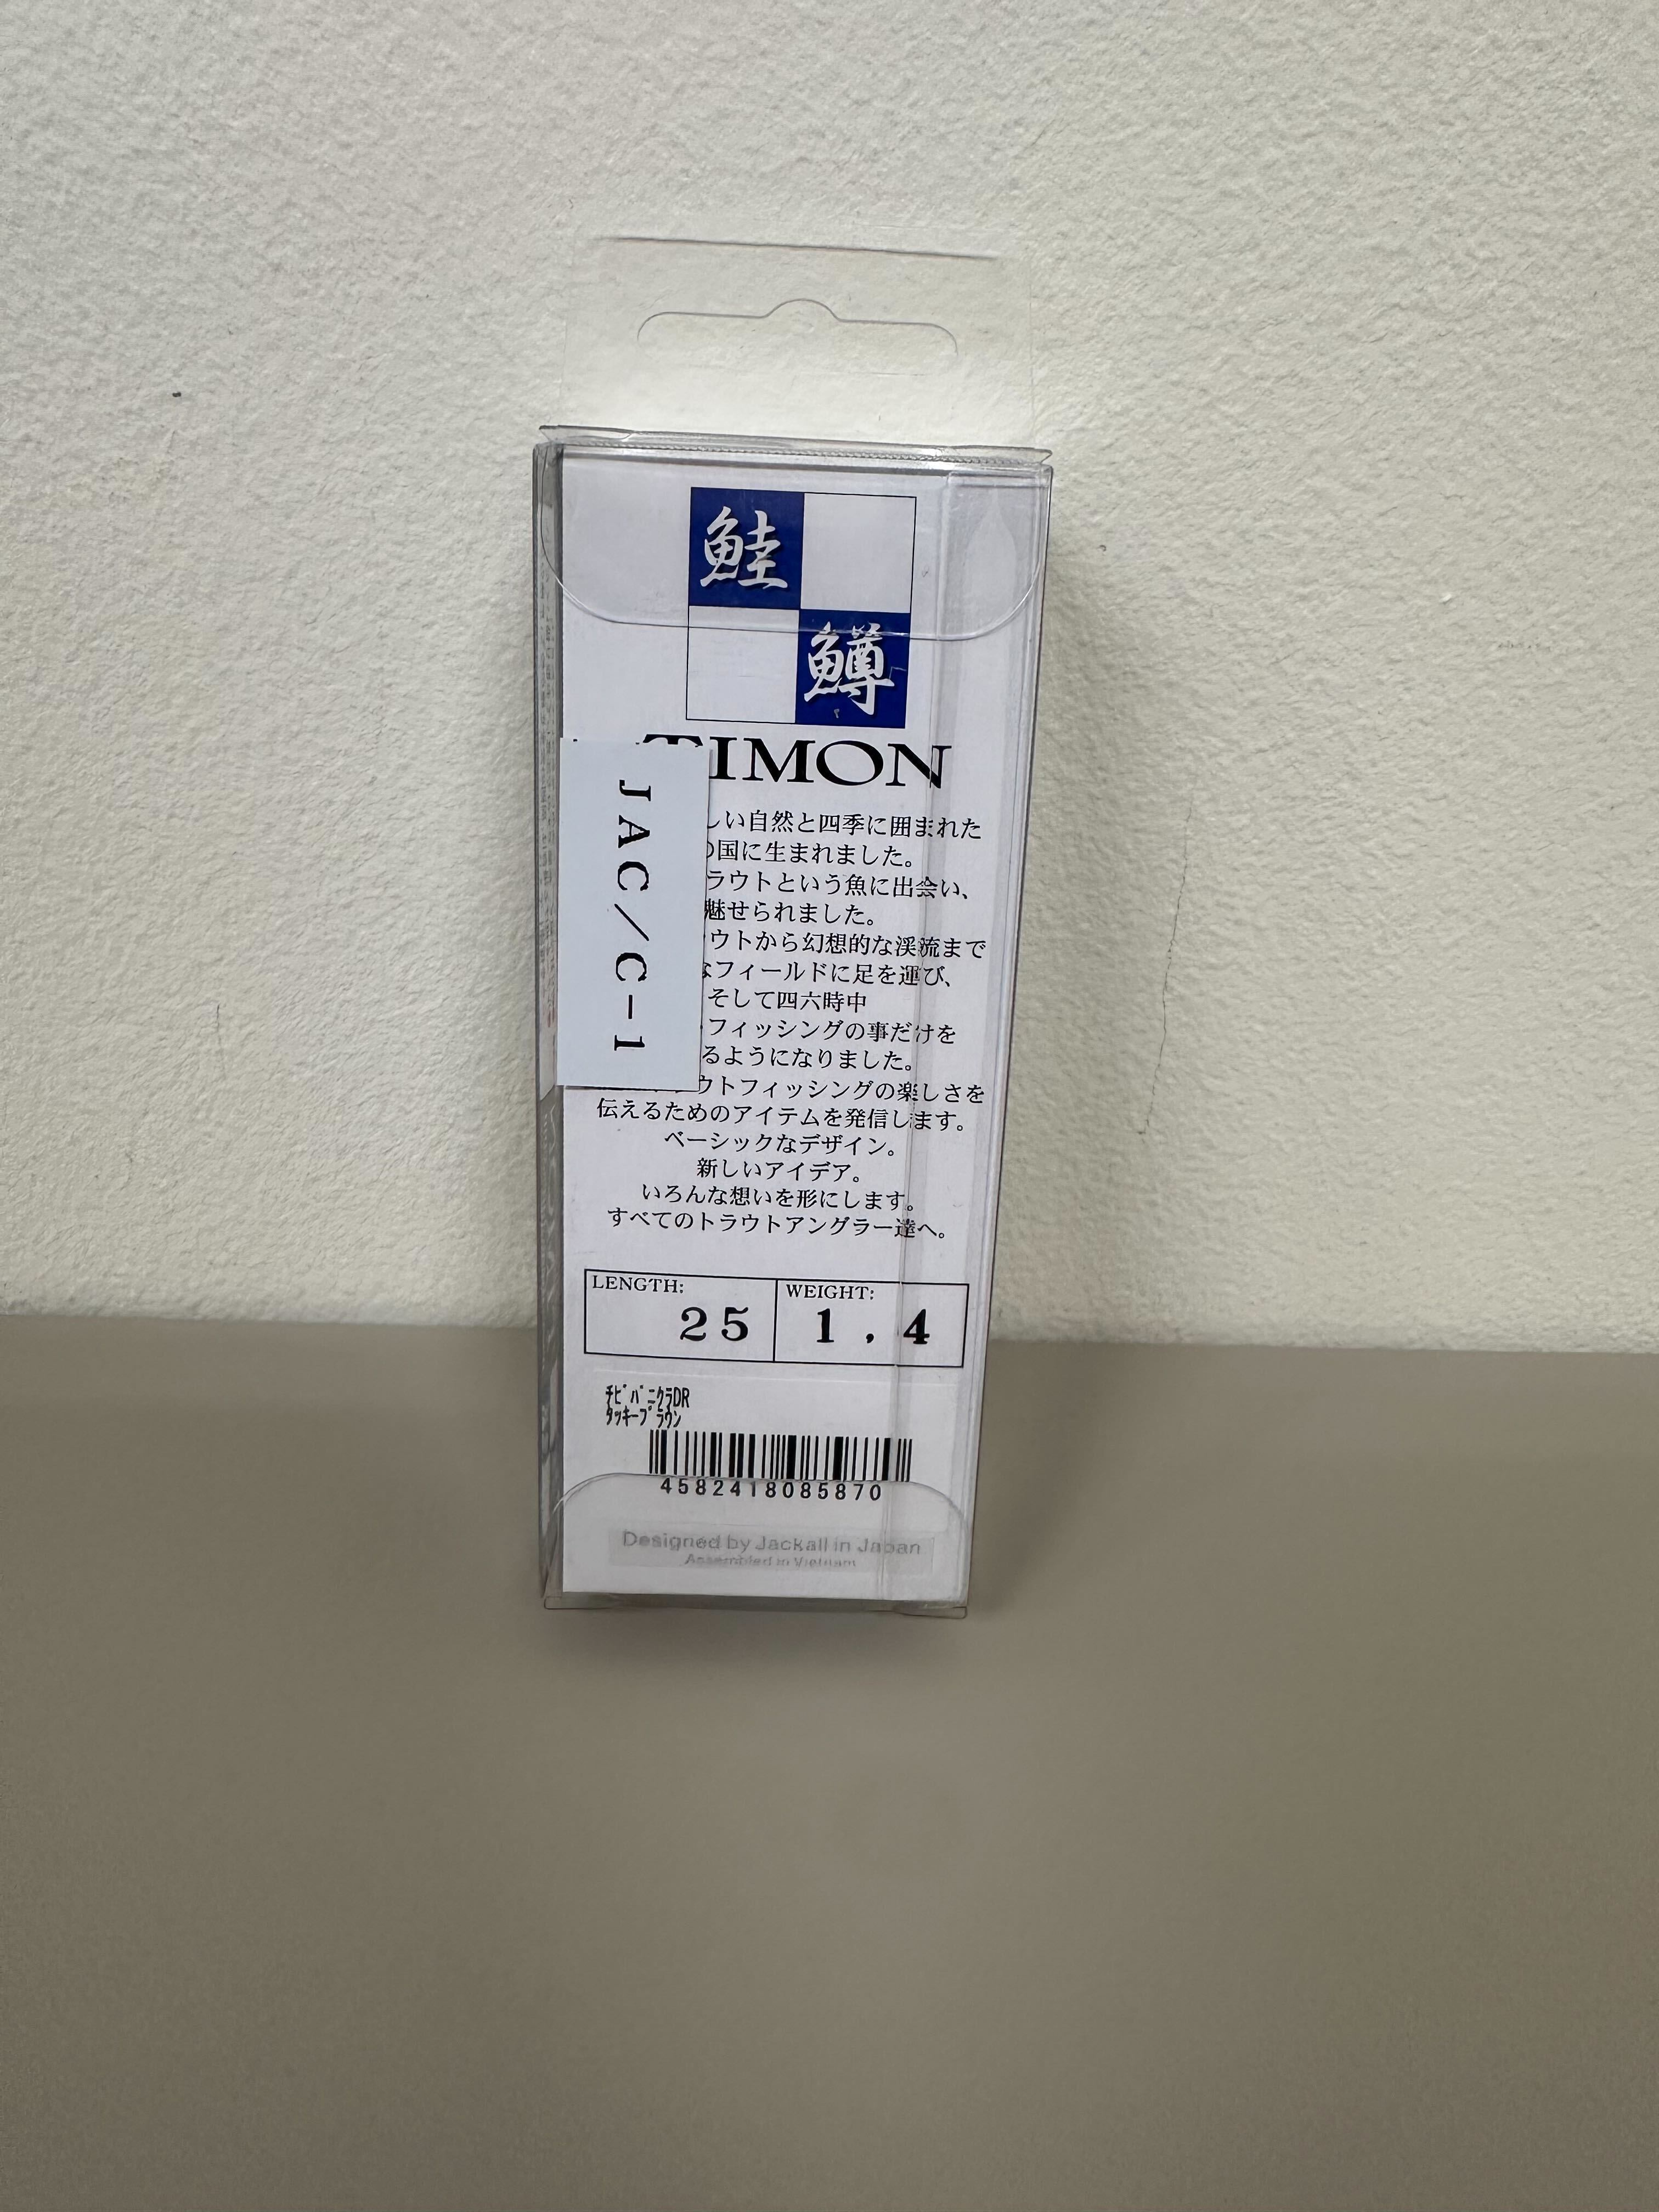 鮭
鱒
TIMON
JAC/C-1
しい自然と四季に囲まれた
の国に生まれました。
ラウトという魚に出会い、
魅せられました。
ウトから幻想的な渓流まで
なフィールドに足を運び、
そして四六時中
フィッシングの事だけを
るようになりました。
ウトフィッシングの楽しさを
伝えるためのアイテムを発信します。
ベーシックなデザイン。
新しいアイデア。
いろんな想いを形にします。
すべてのトラウトアングラー達へ。
LENGTH: WEIGHT:
25 1.4
ﾁﾋﾞﾊﾟﾆｸﾗDR
ﾀｯｷｰﾌﾞﾗｳﾝ
4582418085870
Designed by Jackall in Japan
Assembled in Vietnam